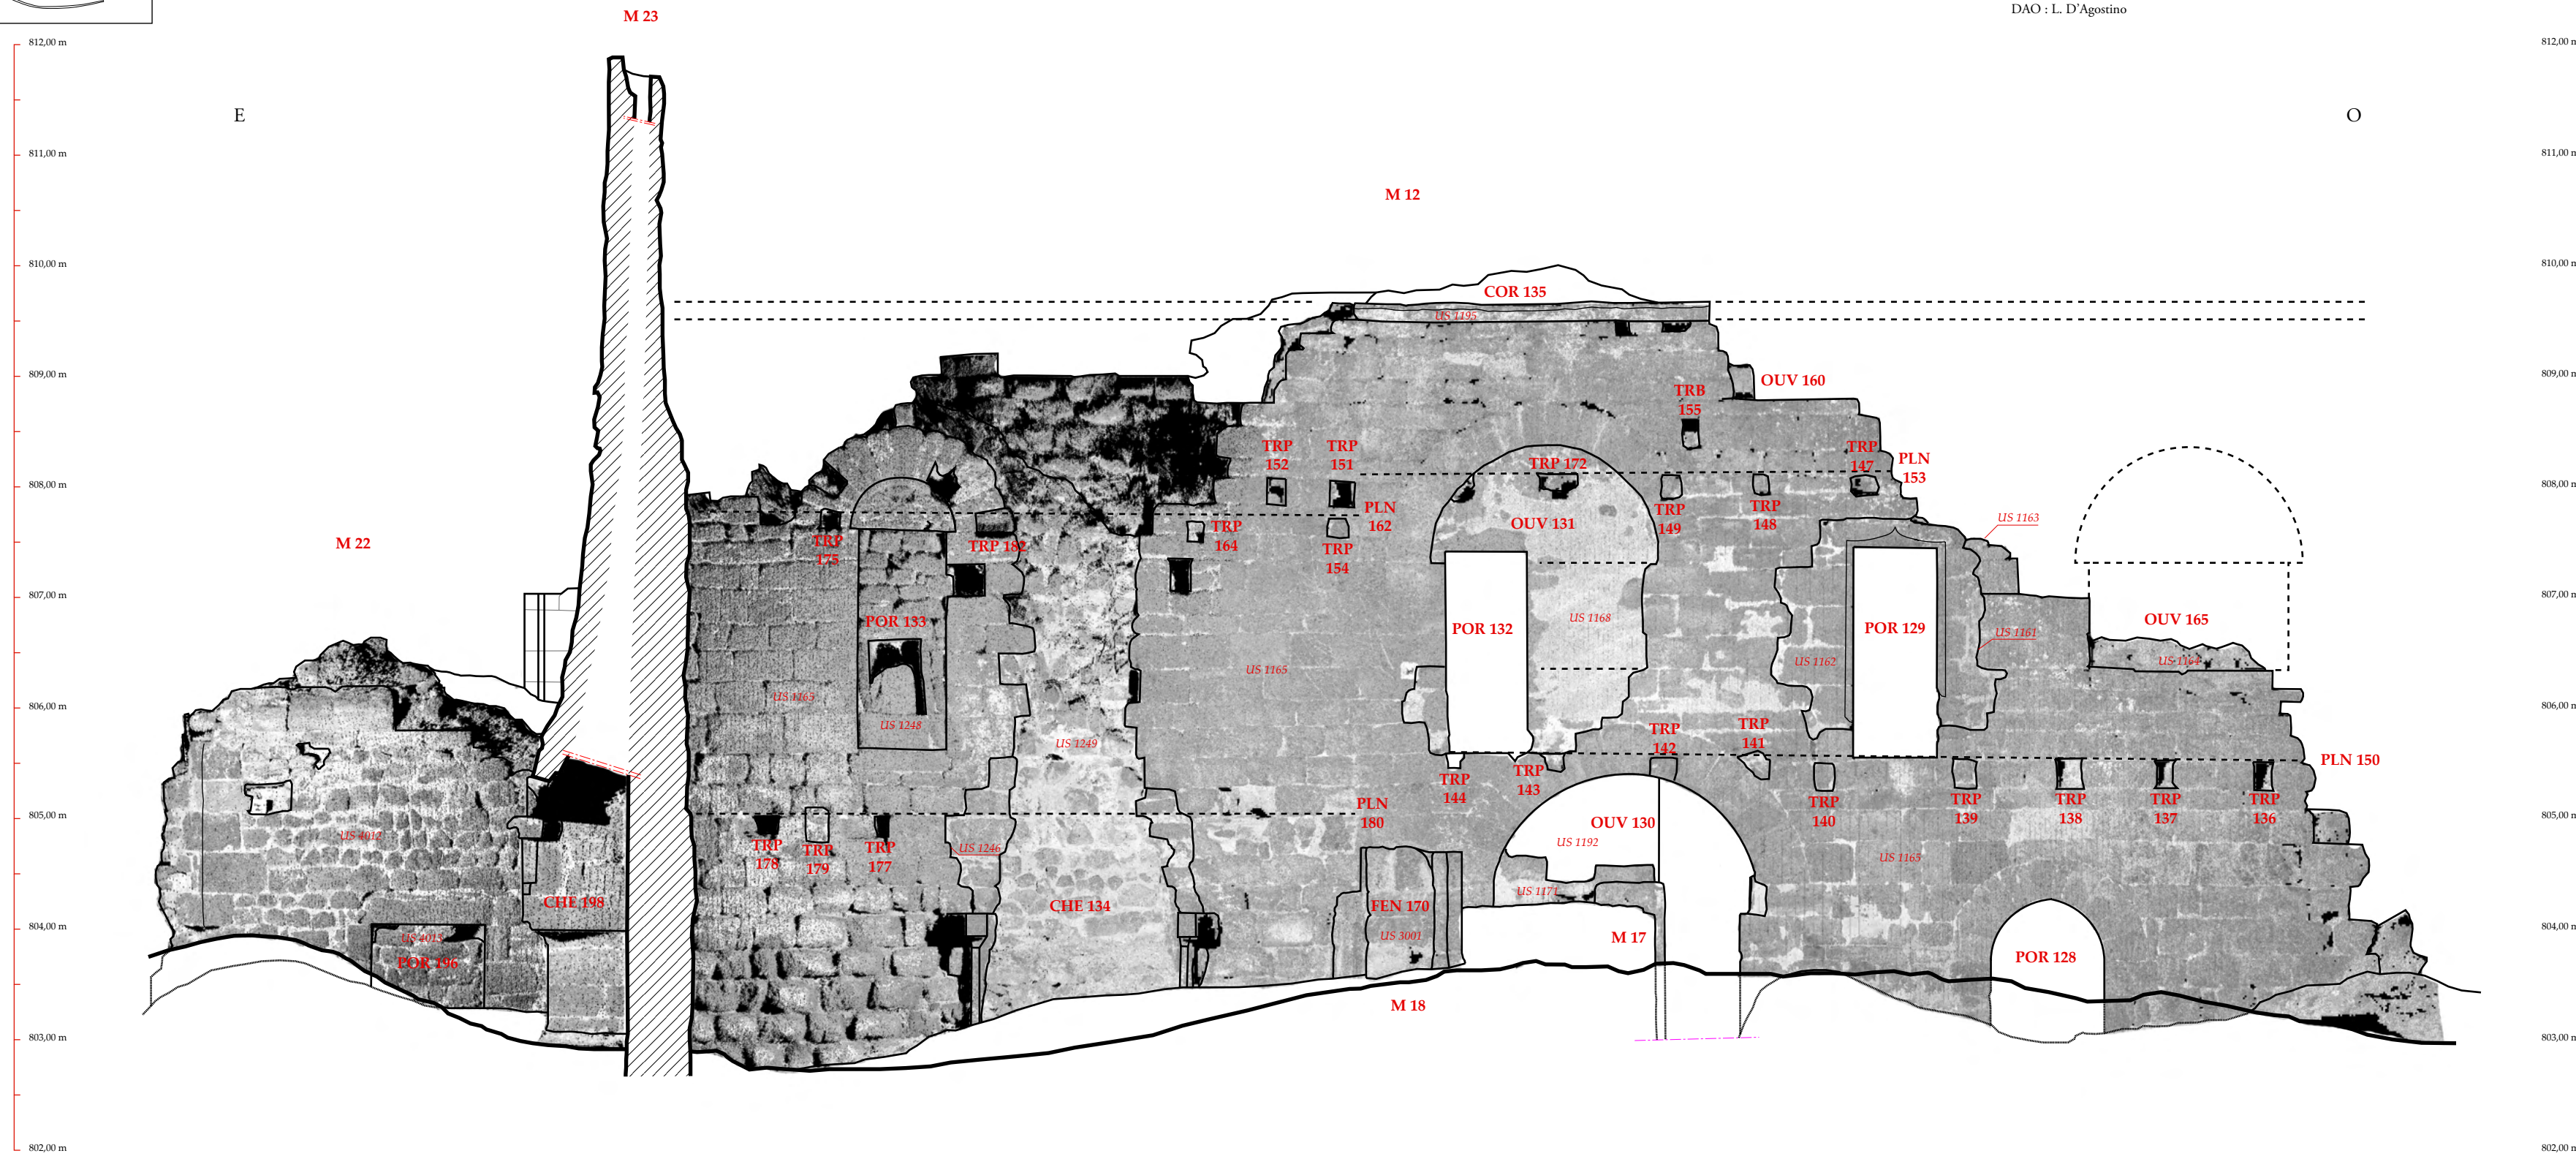 DAO : L. D'Agostino
M 23
812,00 m
812,00 m
E
O
811,00 m
811,00 m
M 12
810,00 m
810,00 m
COR 135
US 1195
809,00 m
809,00 m
OUV 160
TRB
155
TRP
152
TRP
151
TRP 172
TRP
147
PLN
153
808,00 m
808,00 m
PLN
162
TRP
149
TRP
148
OUV 131
US 1163
TRP
164
M 22
TRP
175
TRP 182
TRP
154
807,00 m
807,00 m
POR 133
POR 132
US 1168
POR 129
US 1161
OUV 165
US 1164
US 1162
US 1165
US 1165
806,00 m
806,00 m
US 1248
US 1249
TRP
142
TRP
141
PLN 150
TRP
144
TRP
143
TRP
140
TRP
139
TRP
138
TRP
137
TRP
136
805,00 m
805,00 m
PLN
180
OUV 130
US 4012
TRP
178
TRP
179
TRP
177
US 1246
US 1192
US 1165
US 1171
CHE 198
CHE 134
FEN 170
804,00 m
804,00 m
US 4013
US 3001
M 17
POR 196
POR 128
M 18
803,00 m
803,00 m
802,00 m
802,00 m